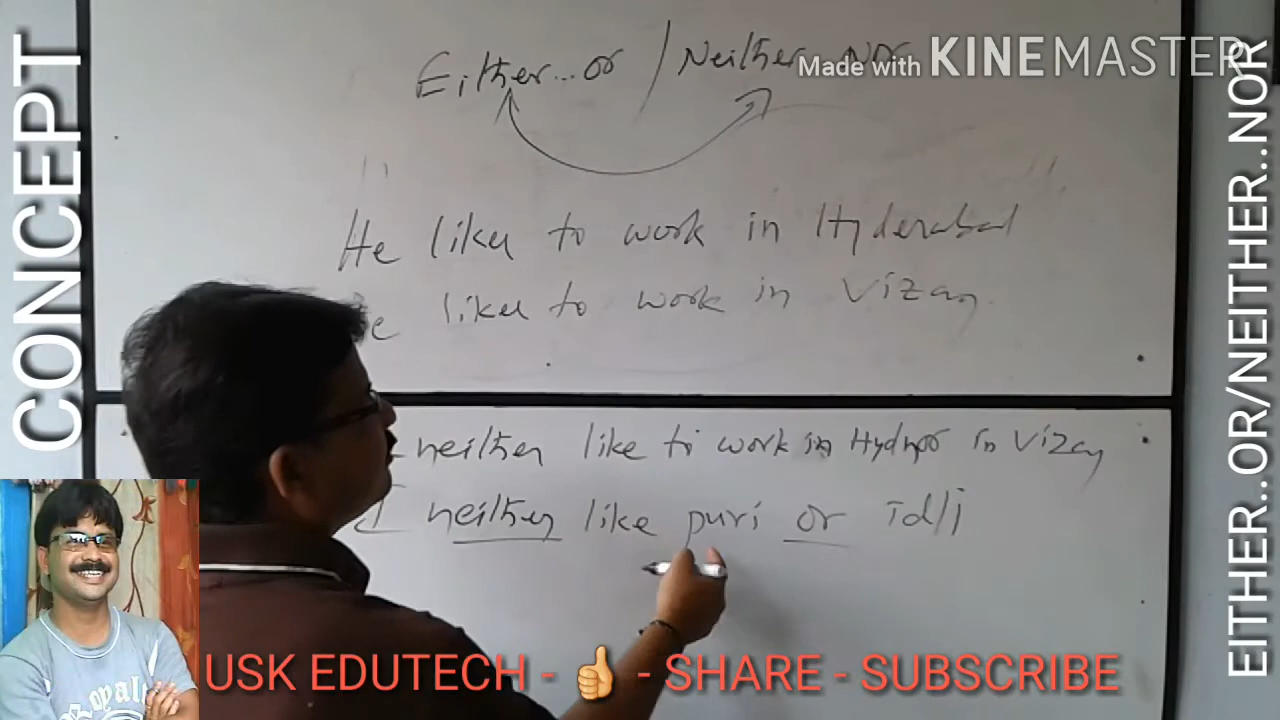 CONCEPT
Either...or / Neither nor
Made with KINEMASTER
" "
He likes to work in Hyderabad
He likes to work in Vizag
I neither like to work in Hyd nor in Vizag
I neither like puri or idli
EITHER..OR/NEITHER..NOR
USK EDUTECH - 👍 - SHARE - SUBSCRIBE